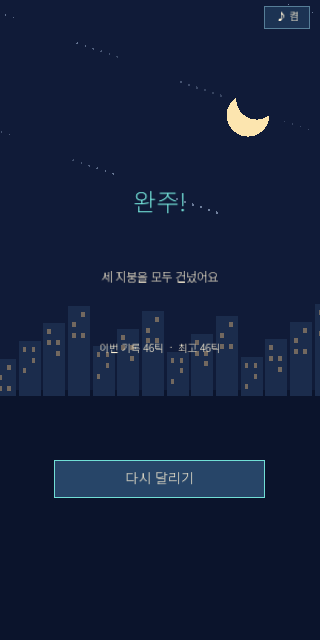 ♪ 켬
완주!
세 지붕을 모두 건넜어요
이번 기록 46틱 · 최고 46틱
다시 달리기